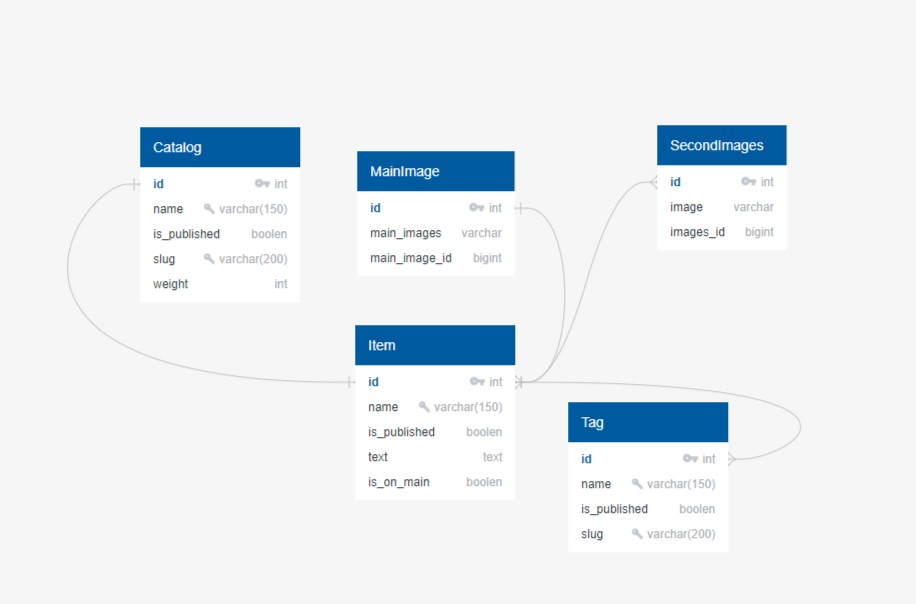 Catalog
id int
name varchar(150)
is_published boolen
slug varchar(200)
weight int
MainImage
id int
main_images varchar
main_image_id bigint
SecondImages
id int
image varchar
images_id bigint
Item
id int
name varchar(150)
is_published boolen
text text
is_on_main boolen
Tag
id int
name varchar(150)
is_published boolen
slug varchar(200)